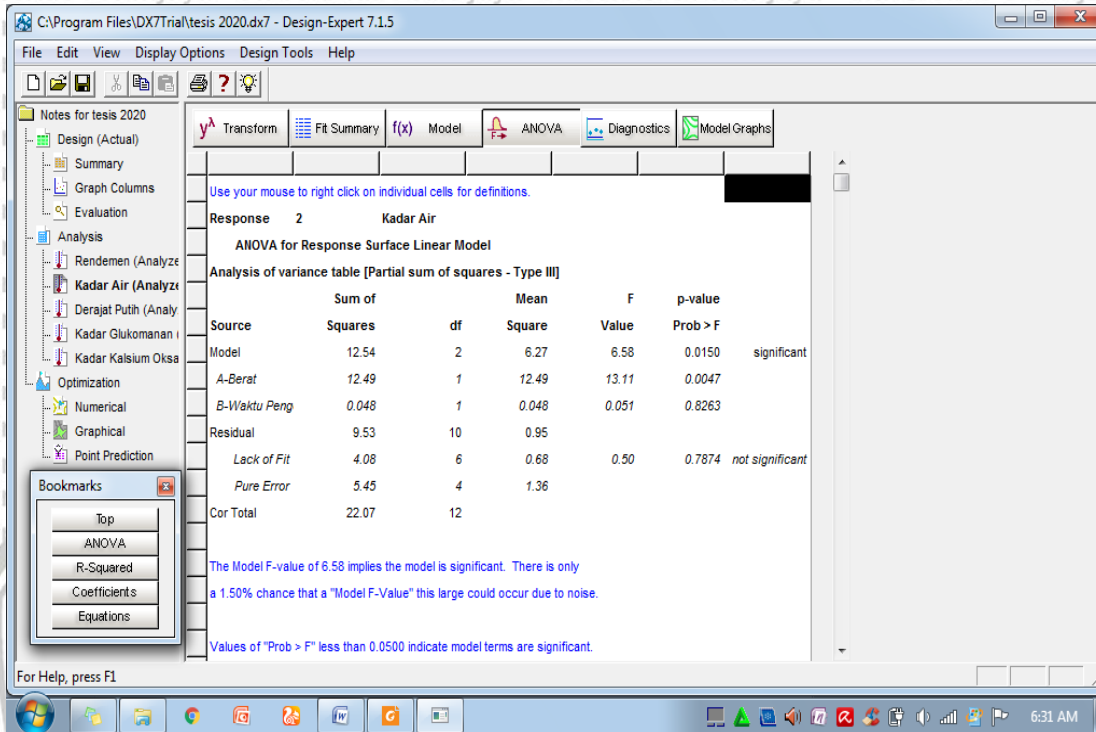 C:\Program Files\DX7Trial\tesis 2020.dx7 - Design-Expert 7.1.5
File Edit View Display Options Design Tools Help
Notes for tesis 2020
Design (Actual)
Summary
Graph Columns
Evaluation
Analysis
Rendemen (Analyze
Kadar Air (Analyze
Derajat Putih (Analy
Kadar Glukomanan (
Kadar Kalsium Oksa
Optimization
Numerical
Graphical
Point Prediction
Bookmarks
Top
ANOVA
R-Squared
Coefficients
Equations
yλ Transform Fit Summary f(x) Model ANOVA Diagnostics Model Graphs
Use your mouse to right click on individual cells for definitions.
Response 2 Kadar Air
ANOVA for Response Surface Linear Model
Analysis of variance table [Partial sum of squares - Type III]
Sum of Mean F p-value
Source Squares df Square Value Prob > F
Model 12.54 2 6.27 6.58 0.0150 significant
A-Berat 12.49 1 12.49 13.11 0.0047
B-Waktu Peng 0.048 1 0.048 0.051 0.8263
Residual 9.53 10 0.95
Lack of Fit 4.08 6 0.68 0.50 0.7874 not significant
Pure Error 5.45 4 1.36
Cor Total 22.07 12
The Model F-value of 6.58 implies the model is significant. There is only
a 1.50% chance that a "Model F-Value" this large could occur due to noise.
Values of "Prob > F" less than 0.0500 indicate model terms are significant.
For Help, press F1
6:31 AM